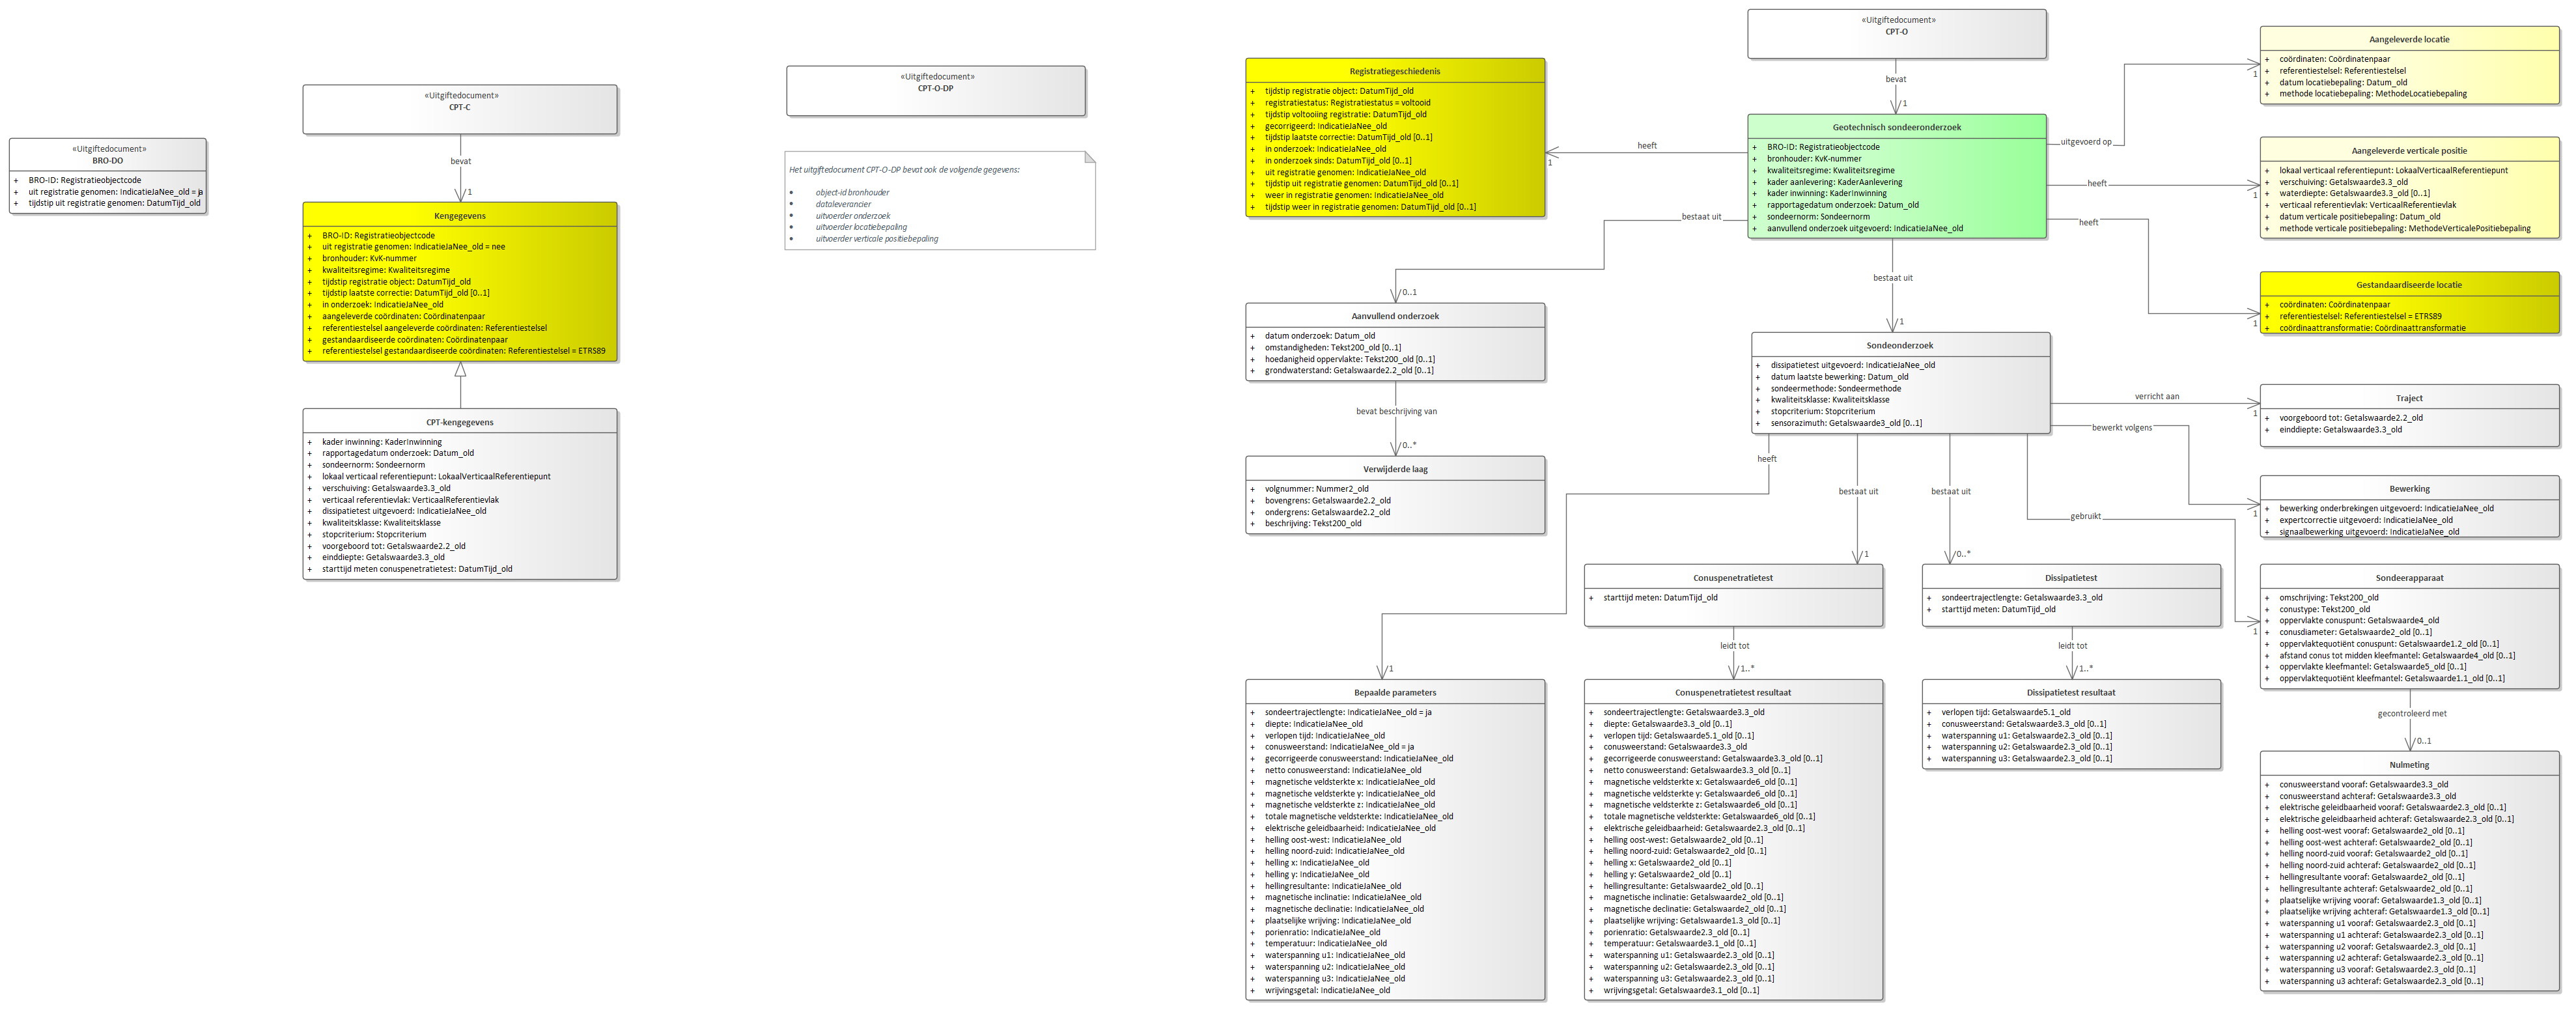 «Uitgiftedocument»
BRO-DO
+ BRO-ID: Registratieobjectcode
+ uit registratie genomen: IndicatieJaNee_old = ja
+ tijdstip uit registratie genomen: DatumTijd_old
«Uitgiftedocument»
CPT-C
bevat
1
Kengegevens
+ BRO-ID: Registratieobjectcode
+ uit registratie genomen: IndicatieJaNee_old = nee
+ bronhouder: KvK-nummer
+ kwaliteitsregime: Kwaliteitsregime
+ tijdstip registratie object: DatumTijd_old
+ tijdstip laatste correctie: DatumTijd_old [0..1]
+ in onderzoek: IndicatieJaNee_old
+ aangeleverde coördinaten: Coördinatenpaar
+ referentiestelsel aangeleverde coördinaten: Referentiestelsel
+ gestandaardiseerde coördinaten: Coördinatenpaar
+ referentiestelsel gestandaardiseerde coördinaten: Referentiestelsel = ETRS89
CPT-kengegevens
+ kader inwinning: KaderInwinning
+ rapportagedatum onderzoek: Datum_old
+ sondeernorm: Sondeernorm
+ lokaal verticaal referentiepunt: LokaalVerticaalReferentiepunt
+ verschuiving: Getalswaarde3.3_old
+ verticaal referentievlak: VerticaalReferentievlak
+ dissipatietest uitgevoerd: IndicatieJaNee_old
+ kwaliteitsklasse: Kwaliteitsklasse
+ stopcriterium: Stopcriterium
+ voorgeboord tot: Getalswaarde2.2_old
+ einddiepte: Getalswaarde3.3_old
+ starttijd meten conuspenetratietest: DatumTijd_old
«Uitgiftedocument»
CPT-O-DP
Het uitgiftedocument CPT-O-DP bevat ook de volgende gegevens:
• object-id bronhouder
• dataleverancier
• uitvoerder onderzoek
• uitvoerder locatiebepaling
• uitvoerder verticale positiebepaling
«Uitgiftedocument»
CPT-O
bevat
1
Registratiegeschiedenis
+ tijdstip registratie object: DatumTijd_old
+ registratiestatus: Registratiestatus = voltooid
+ tijdstip voltooiing registratie: DatumTijd_old
+ gecorrigeerd: IndicatieJaNee_old
+ tijdstip laatste correctie: DatumTijd_old [0..1]
+ in onderzoek: IndicatieJaNee_old
+ in onderzoek sinds: DatumTijd_old [0..1]
+ uit registratie genomen: IndicatieJaNee_old
+ tijdstip uit registratie genomen: DatumTijd_old [0..1]
+ weer in registratie genomen: IndicatieJaNee_old
+ tijdstip weer in registratie genomen: DatumTijd_old [0..1]
heeft
1
Geotechnisch sondeeronderzoek
+ BRO-ID: Registratieobjectcode
+ bronhouder: KvK-nummer
+ kwaliteitsregime: Kwaliteitsregime
+ kader aanlevering: KaderAanlevering
+ kader inwinning: KaderInwinning
+ rapportagedatum onderzoek: Datum_old
+ sondeernorm: Sondeernorm
+ aanvullend onderzoek uitgevoerd: IndicatieJaNee_old
uitgevoerd op
1
Aangeleverde locatie
+ coördinaten: Coördinatenpaar
+ referentiestelsel: Referentiestelsel
+ datum locatiebepaling: Datum_old
+ methode locatiebepaling: MethodeLocatiebepaling
heeft
1
Aangeleverde verticale positie
+ lokaal verticaal referentiepunt: LokaalVerticaalReferentiepunt
+ verschuiving: Getalswaarde3.3_old
+ waterdiepte: Getalswaarde3.3_old [0..1]
+ verticaal referentievlak: VerticaalReferentievlak
+ datum verticale positiebepaling: Datum_old
+ methode verticale positiebepaling: MethodeVerticalePositiebepaling
heeft
1
Gestandaardiseerde locatie
+ coördinaten: Coördinatenpaar
+ referentiestelsel: Referentiestelsel = ETRS89
+ coördinaattransformatie: Coördinaattransformatie
bestaat uit
0..1
Aanvullend onderzoek
+ datum onderzoek: Datum_old
+ omstandigheden: Tekst200_old [0..1]
+ hoedanigheid oppervlakte: Tekst200_old [0..1]
+ grondwaterstand: Getalswaarde2.2_old [0..1]
bevat beschrijving van
0..*
Verwijderde laag
+ volgnummer: Nummer2_old
+ bovengrens: Getalswaarde2.2_old
+ ondergrens: Getalswaarde2.2_old
+ beschrijving: Tekst200_old
bestaat uit
1
Sondeonderzoek
+ dissipatietest uitgevoerd: IndicatieJaNee_old
+ datum laatste bewerking: Datum_old
+ sondeermethode: Sondeermethode
+ kwaliteitsklasse: Kwaliteitsklasse
+ stopcriterium: Stopcriterium
+ sensorazimuth: Getalswaarde3_old [0..1]
verricht aan
1
Traject
+ voorgeboord tot: Getalswaarde2.2_old
+ einddiepte: Getalswaarde3.3_old
bewerkt volgens
1
Bewerking
+ bewerking onderbrekingen uitgevoerd: IndicatieJaNee_old
+ expertcorrectie uitgevoerd: IndicatieJaNee_old
+ signaalbewerking uitgevoerd: IndicatieJaNee_old
gebruikt
1
Sondeerapparaat
+ omschrijving: Tekst200_old
+ conustype: Tekst200_old
+ oppervlakte conuspunt: Getalswaarde4_old
+ conusdiameter: Getalswaarde2_old [0..1]
+ oppervlaktequotiënt conuspunt: Getalswaarde1.2_old [0..1]
+ afstand conus tot midden kleefmantel: Getalswaarde4_old [0..1]
+ oppervlakte kleefmantel: Getalswaarde5_old [0..1]
+ oppervlaktequotiënt kleefmantel: Getalswaarde1.1_old [0..1]
gecontroleerd met
0..1
Nulmeting
+ conusweerstand vooraf: Getalswaarde3.3_old
+ conusweerstand achteraf: Getalswaarde3.3_old
+ elektrische geleidbaarheid vooraf: Getalswaarde2.3_old [0..1]
+ elektrische geleidbaarheid achteraf: Getalswaarde2.3_old [0..1]
+ helling oost-west vooraf: Getalswaarde2_old [0..1]
+ helling oost-west achteraf: Getalswaarde2_old [0..1]
+ helling noord-zuid vooraf: Getalswaarde2_old [0..1]
+ helling noord-zuid achteraf: Getalswaarde2_old [0..1]
+ hellingresultante vooraf: Getalswaarde2_old [0..1]
+ hellingresultante achteraf: Getalswaarde2_old [0..1]
+ plaatselijke wrijving vooraf: Getalswaarde1.3_old [0..1]
+ plaatselijke wrijving achteraf: Getalswaarde1.3_old [0..1]
+ waterspanning u1 vooraf: Getalswaarde2.3_old [0..1]
+ waterspanning u1 achteraf: Getalswaarde2.3_old [0..1]
+ waterspanning u2 vooraf: Getalswaarde2.3_old [0..1]
+ waterspanning u2 achteraf: Getalswaarde2.3_old [0..1]
+ waterspanning u3 vooraf: Getalswaarde2.3_old [0..1]
+ waterspanning u3 achteraf: Getalswaarde2.3_old [0..1]
heeft
1
Bepaalde parameters
+ sondeertrajectlengte: IndicatieJaNee_old = ja
+ diepte: IndicatieJaNee_old
+ verlopen tijd: IndicatieJaNee_old
+ conusweerstand: IndicatieJaNee_old = ja
+ gecorrigeerde conusweerstand: IndicatieJaNee_old
+ netto conusweerstand: IndicatieJaNee_old
+ magnetische veldsterkte x: IndicatieJaNee_old
+ magnetische veldsterkte y: IndicatieJaNee_old
+ magnetische veldsterkte z: IndicatieJaNee_old
+ totale magnetische veldsterkte: IndicatieJaNee_old
+ elektrische geleidbaarheid: IndicatieJaNee_old
+ helling oost-west: IndicatieJaNee_old
+ helling noord-zuid: IndicatieJaNee_old
+ helling x: IndicatieJaNee_old
+ helling y: IndicatieJaNee_old
+ hellingresultante: IndicatieJaNee_old
+ magnetische inclinatie: IndicatieJaNee_old
+ magnetische declinatie: IndicatieJaNee_old
+ plaatselijke wrijving: IndicatieJaNee_old
+ porienratio: IndicatieJaNee_old
+ temperatuur: IndicatieJaNee_old
+ waterspanning u1: IndicatieJaNee_old
+ waterspanning u2: IndicatieJaNee_old
+ waterspanning u3: IndicatieJaNee_old
+ wrijvingsgetal: IndicatieJaNee_old
bestaat uit
1
Conuspenetratietest
+ starttijd meten: DatumTijd_old
leidt tot
1..*
Conuspenetratietest resultaat
+ sondeertrajectlengte: Getalswaarde3.3_old
+ diepte: Getalswaarde3.3_old [0..1]
+ verlopen tijd: Getalswaarde5.1_old [0..1]
+ conusweerstand: Getalswaarde3.3_old
+ gecorrigeerde conusweerstand: Getalswaarde3.3_old [0..1]
+ netto conusweerstand: Getalswaarde3.3_old [0..1]
+ magnetische veldsterkte x: Getalswaarde6_old [0..1]
+ magnetische veldsterkte y: Getalswaarde6_old [0..1]
+ magnetische veldsterkte z: Getalswaarde6_old [0..1]
+ totale magnetische veldsterkte: Getalswaarde6_old [0..1]
+ elektrische geleidbaarheid: Getalswaarde2.3_old [0..1]
+ helling oost-west: Getalswaarde2_old [0..1]
+ helling noord-zuid: Getalswaarde2_old [0..1]
+ helling x: Getalswaarde2_old [0..1]
+ helling y: Getalswaarde2_old [0..1]
+ hellingresultante: Getalswaarde2_old [0..1]
+ magnetische inclinatie: Getalswaarde2_old [0..1]
+ magnetische declinatie: Getalswaarde2_old [0..1]
+ plaatselijke wrijving: Getalswaarde1.3_old [0..1]
+ porienratio: Getalswaarde2.3_old [0..1]
+ temperatuur: Getalswaarde3.1_old [0..1]
+ waterspanning u1: Getalswaarde2.3_old [0..1]
+ waterspanning u2: Getalswaarde2.3_old [0..1]
+ waterspanning u3: Getalswaarde2.3_old [0..1]
+ wrijvingsgetal: Getalswaarde3.1_old [0..1]
bestaat uit
0..*
Dissipatietest
+ sondeertrajectlengte: Getalswaarde3.3_old
+ starttijd meten: DatumTijd_old
leidt tot
1..*
Dissipatietest resultaat
+ verlopen tijd: Getalswaarde5.1_old
+ conusweerstand: Getalswaarde3.3_old [0..1]
+ waterspanning u1: Getalswaarde2.3_old [0..1]
+ waterspanning u2: Getalswaarde2.3_old [0..1]
+ waterspanning u3: Getalswaarde2.3_old [0..1]